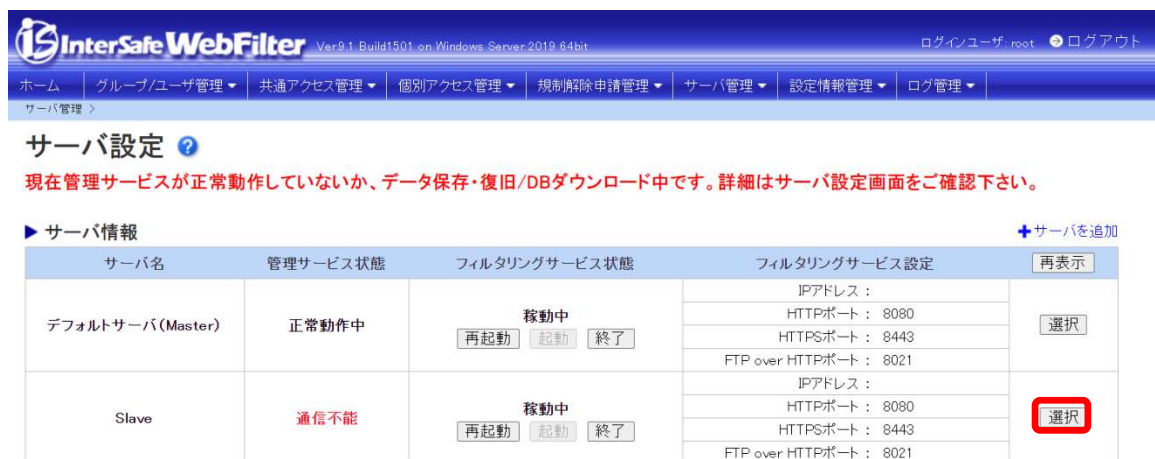 InterSafe WebFilter Ver.9.1 Build1501 on Windows Server 2019 64bit ログインユーザ: root ログアウト
ホーム グループ/ユーザ管理 共通アクセス管理 個別アクセス管理 規制解除申請管理 サーバ管理 設定情報管理 ログ管理
サーバ管理 >
サーバ設定 ?
現在管理サービスが正常動作していないか、データ保存・復旧/DBダウンロード中です。詳細はサーバ設定画面をご確認下さい。
サーバ情報 +サーバを追加
サーバ名 管理サービス状態 フィルタリングサービス状態 フィルタリングサービス設定 再表示
デフォルトサーバ(Master) 正常動作中 稼動中
再起動 起動 終了
IPアドレス :
HTTPポート : 8080
HTTPSポート : 8443
FTP over HTTPポート : 8021
選択
Slave 通信不能 稼動中
再起動 起動 終了
IPアドレス :
HTTPポート : 8080
HTTPSポート : 8443
FTP over HTTPポート : 8021
選択